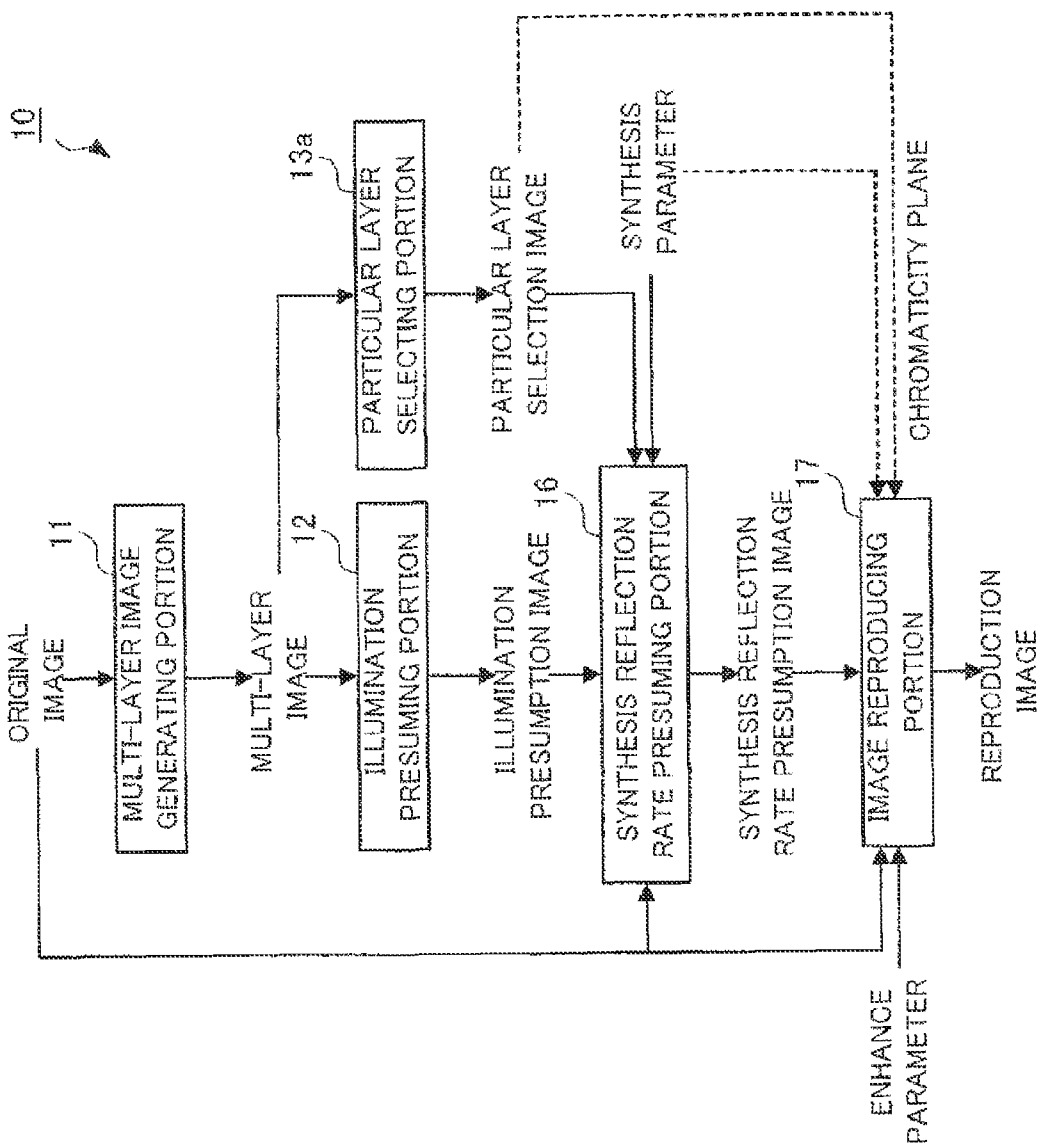 10
ORIGINAL
IMAGE
11
MULTI-LAYER IMAGE
GENERATING PORTION
MULTI-LAYER
IMAGE
12
ILLUMINATION
PRESUMING PORTION
13a
PARTICULAR LAYER
SELECTING PORTION
ILLUMINATION
PRESUMPTION IMAGE
PARTICULAR LAYER
SELECTION IMAGE
16
SYNTHESIS REFLECTION
RATE PRESUMING PORTION
SYNTHESIS
PARAMETER
SYNTHESIS REFLECTION
RATE PRESUMPTION IMAGE
17
IMAGE REPRODUCING
PORTION
CHROMATICITY PLANE
ENHANCE
PARAMETER
REPRODUCTION
IMAGE